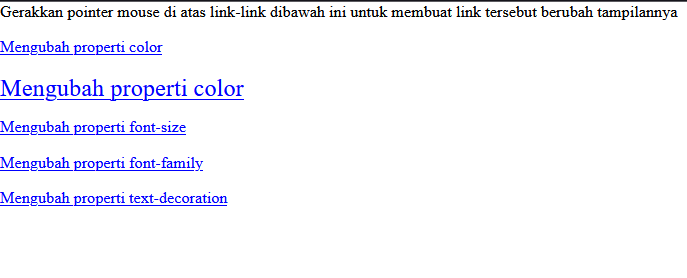 Gerakkan pointer mouse di atas link-link dibawah ini untuk membuat link tersebut berubah tampilannya
Mengubah properti color
Mengubah properti color
Mengubah properti font-size
Mengubah properti font-family
Mengubah properti text-decoration